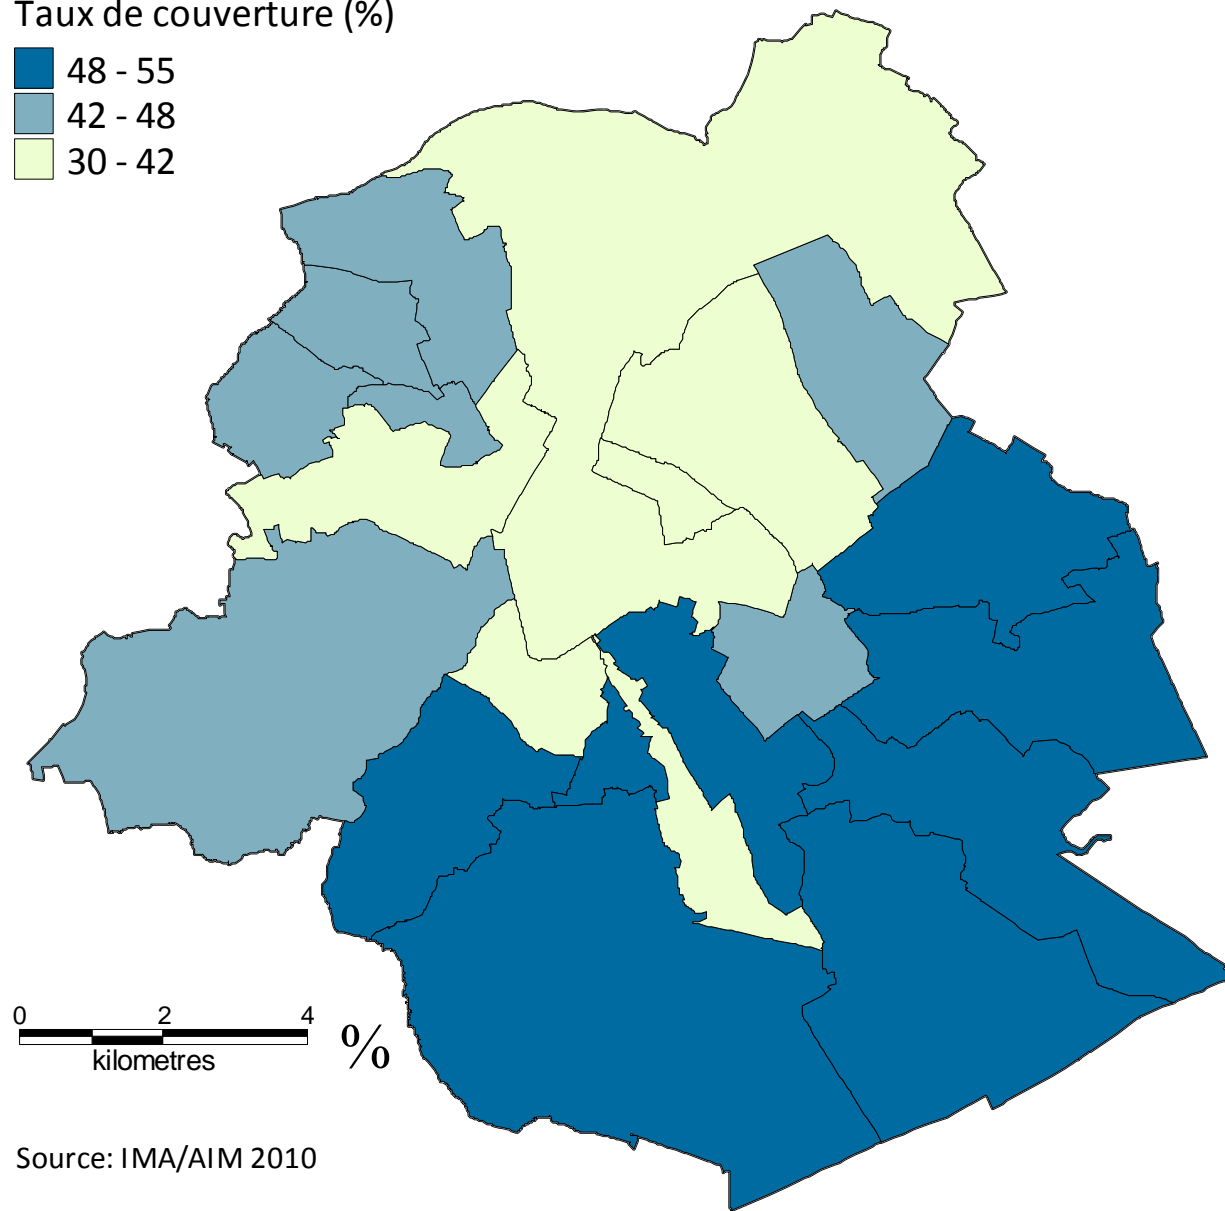 Taux de couverture (%)
48 - 55
42 - 48
30 - 42
0 2 4
kilometres
%
Source: IMA/AIM 2010